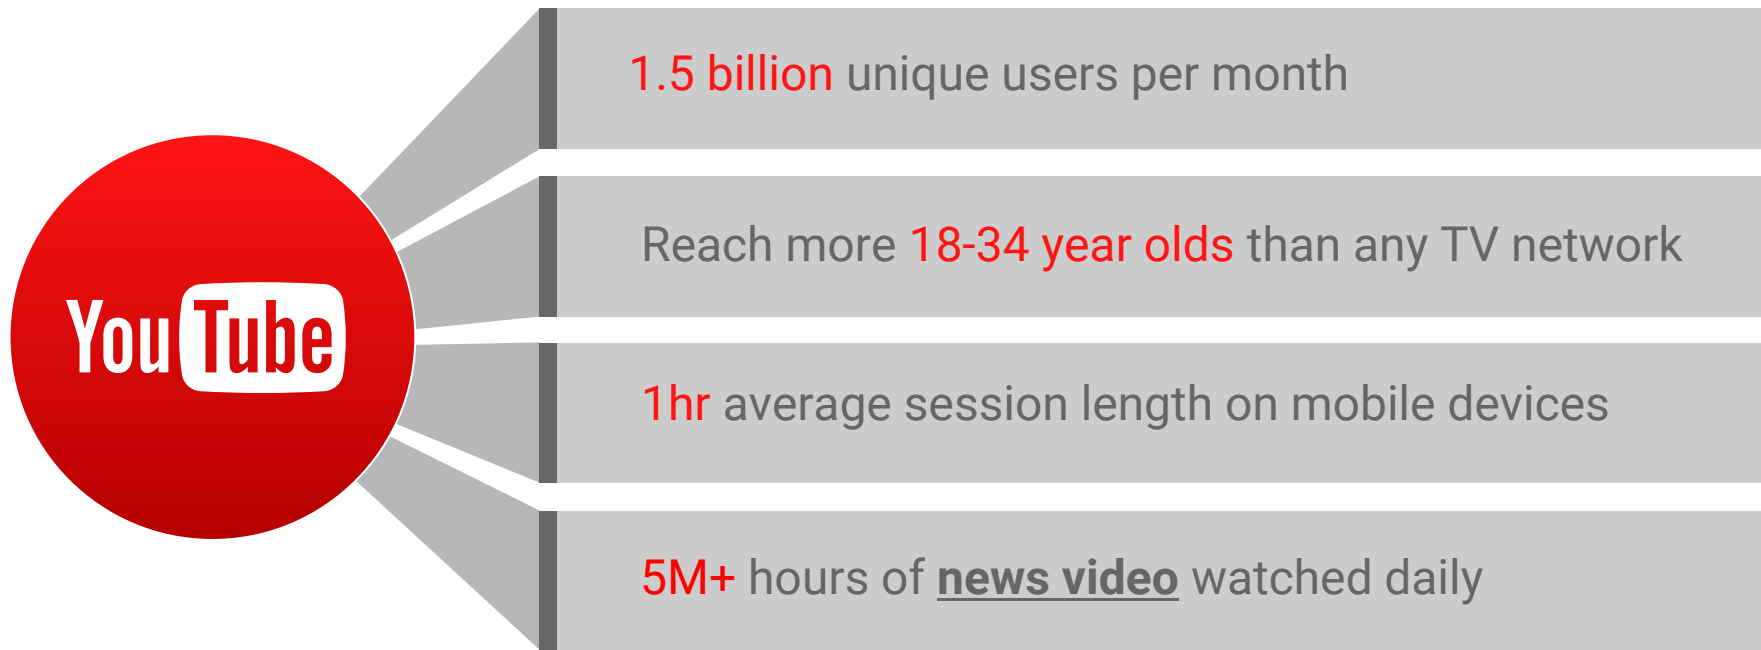 1.5 billion unique users per month
Reach more 18-34 year olds than any TV network
YouTube
1hr average session length on mobile devices
5M+ hours of news video watched daily